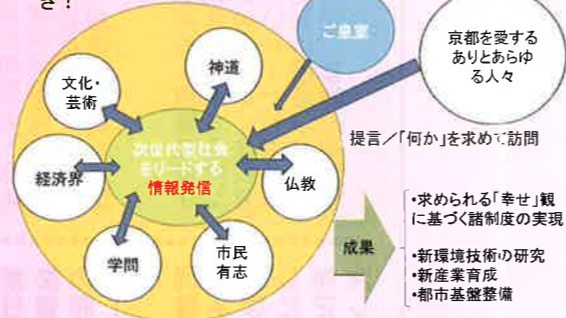 き！
ご皇室
京都を愛する
ありとあらゆ
る人々
神道
文化・
芸術
次世代型社会
をリードする
情報発信
提言／「何か」を求めて訪問
経済界
仏教
学問
市民
有志
成果
・求められる「幸せ」観
に基づく諸制度の実現
・新環境技術の研究
・新産業育成
・都市基盤整備